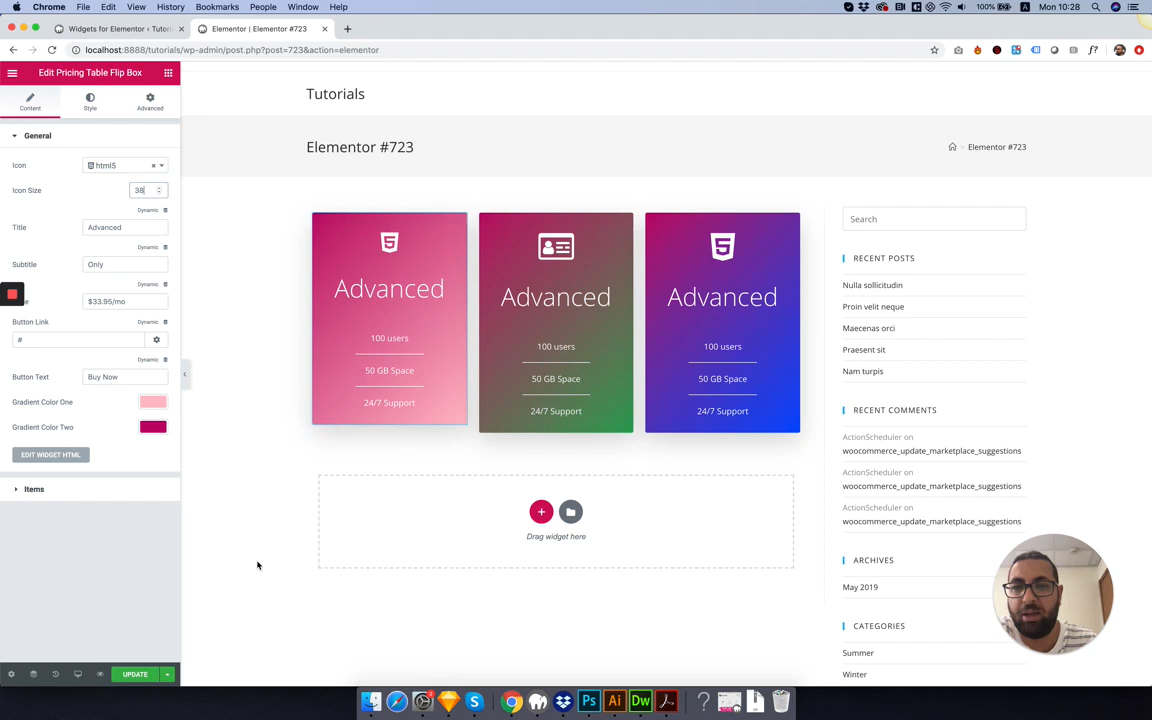 Chrome File Edit View History Bookmarks People Window Help
100% Mon 10:28
Widgets for Elementor ‹ Tutori
Elementor | Elementor #723
localhost:8888/tutorials/wp-admin/post.php?post=723&action=elementor
Edit Pricing Table Flip Box
Content Style Advanced
General
Icon html5
Icon Size 38
Dynamic
Title Advanced
Dynamic
Subtitle Only
Dynamic
$33.95/mo
Button Link Dynamic
#
Dynamic
Button Text Buy Now
Gradient Color One
Gradient Color Two
EDIT WIDGET HTML
Items
UPDATE
Tutorials
Elementor #723
> Elementor #723
Advanced
100 users
50 GB Space
24/7 Support
Advanced
100 users
50 GB Space
24/7 Support
Advanced
100 users
50 GB Space
24/7 Support
Drag widget here
Search
RECENT POSTS
Nulla sollicitudin
Proin velit neque
Maecenas orci
Praesent sit
Nam turpis
RECENT COMMENTS
ActionScheduler on
woocommerce_update_marketplace_suggestions
ActionScheduler on
woocommerce_update_marketplace_suggestions
ActionScheduler on
woocommerce_update_marketplace_suggestions
ARCHIVES
May 2019
CATEGORIES
Summer
Winter
Ps Ai Dw